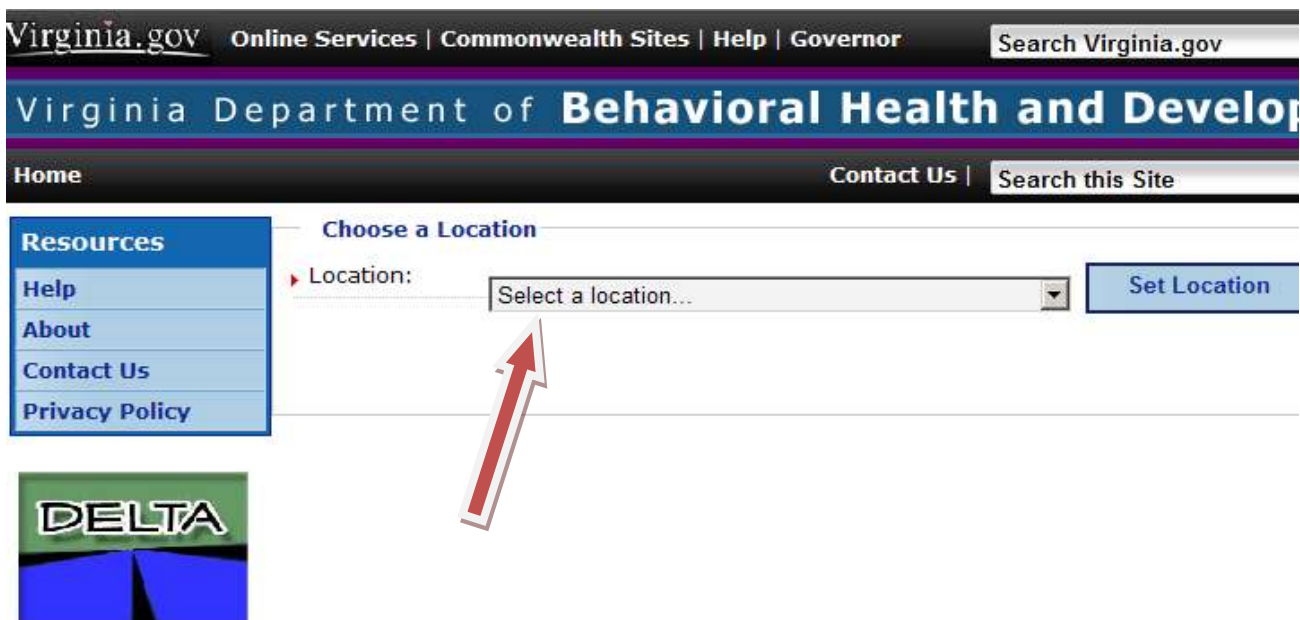 Virginia.gov Online Services | Commonwealth Sites | Help | Governor Search Virginia.gov
Virginia Department of Behavioral Health and Develop
Home Contact Us | Search this Site
Resources
Help
About
Contact Us
Privacy Policy
Choose a Location
Location: Select a location... Set Location
DELTA